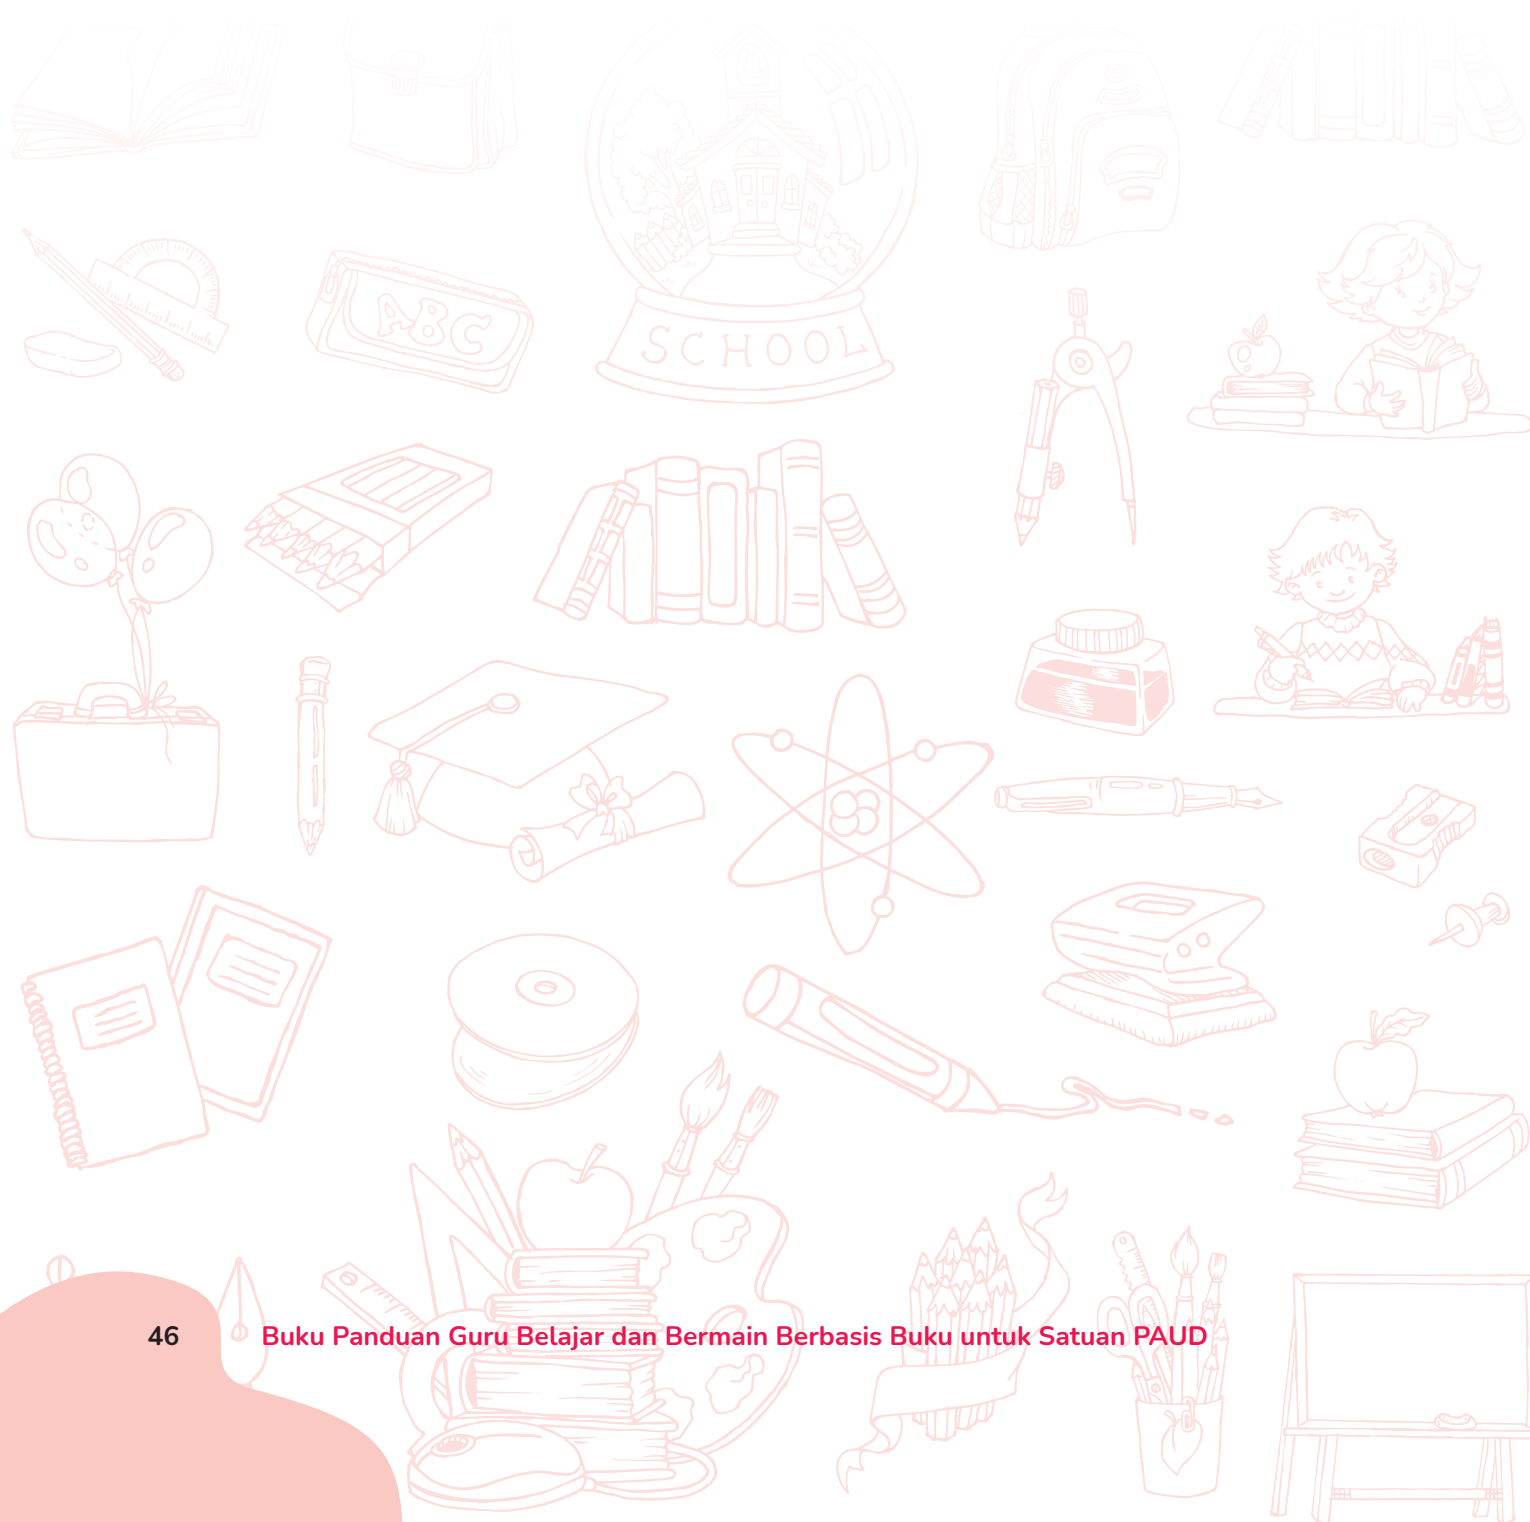 SCHOOL
ABC
46
Buku Panduan Guru Belajar dan Bermain Berbasis Buku untuk Satuan PAUD